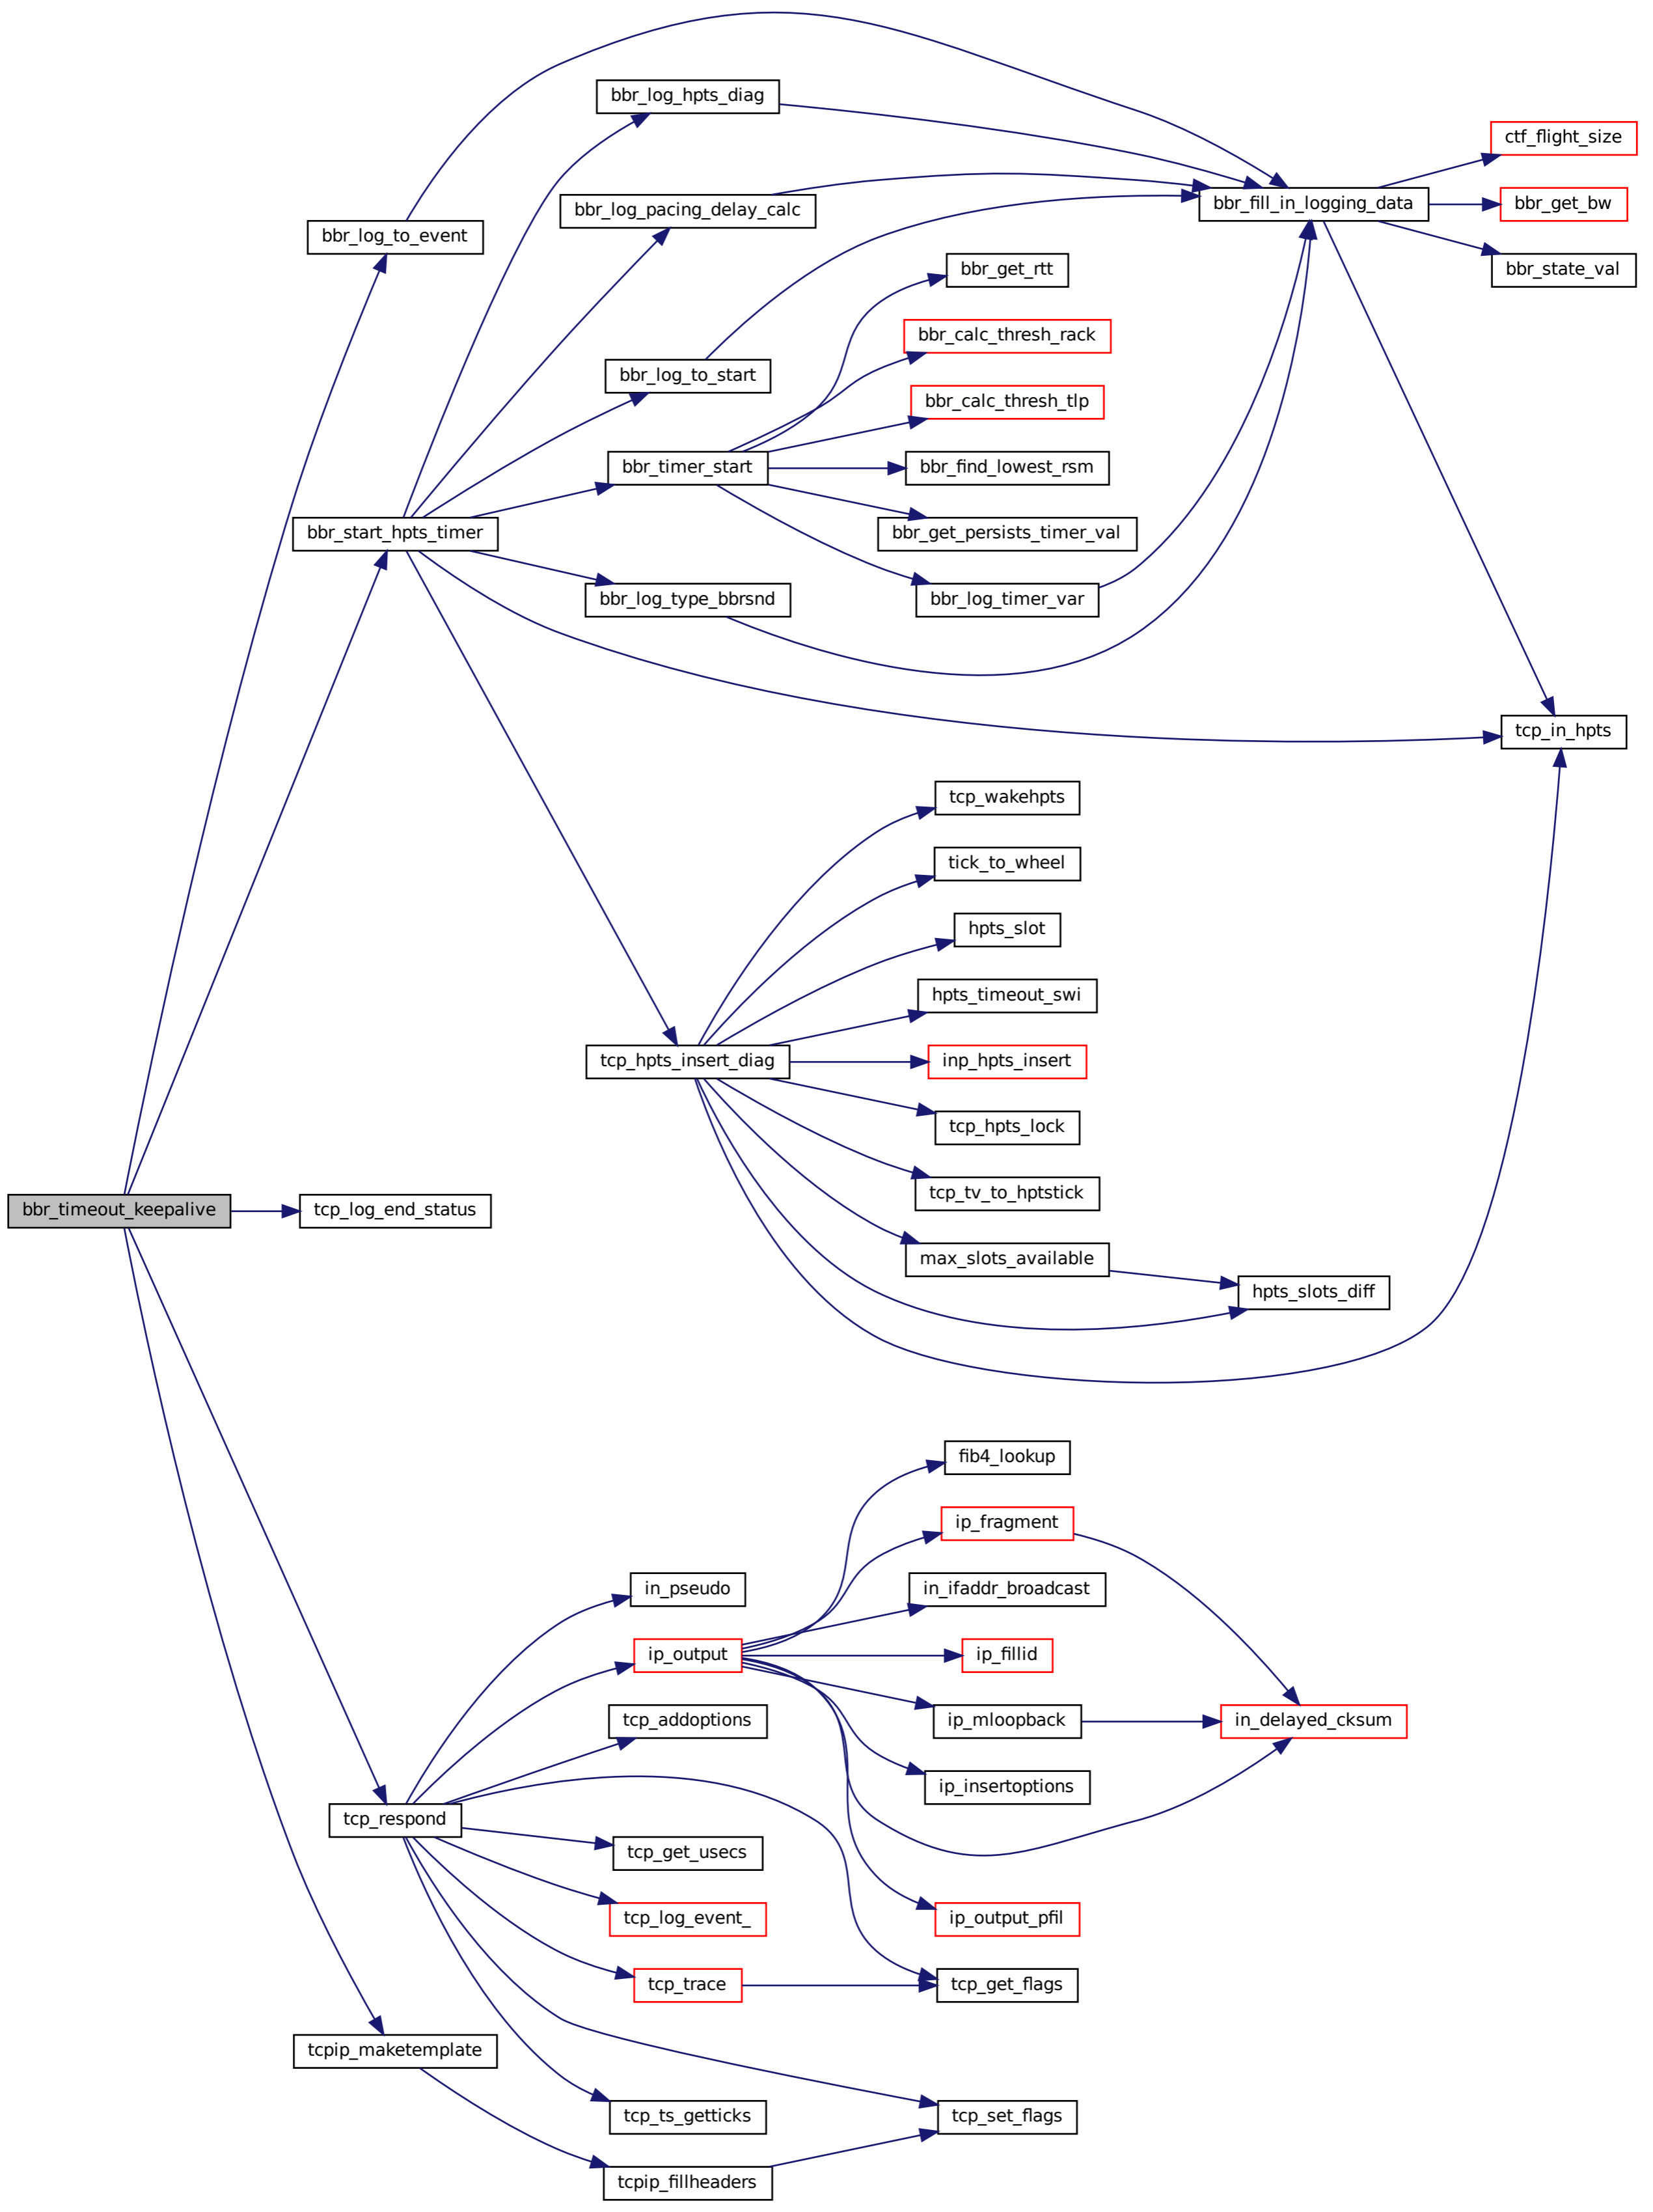 bbr_log_hpts_diag
ctf_flight_size
bbr_log_to_event
bbr_log_pacing_delay_calc
bbr_fill_in_logging_data
bbr_get_bw
bbr_get_rtt
bbr_state_val
bbr_calc_thresh_rack
bbr_log_to_start
bbr_calc_thresh_tlp
bbr_timer_start
bbr_find_lowest_rsm
bbr_start_hpts_timer
bbr_get_persists_timer_val
bbr_log_type_bbrsnd
bbr_log_timer_var
tcp_in_hpts
tcp_wakehpts
tick_to_wheel
hpts_slot
hpts_timeout_swi
tcp_hpts_insert_diag
inp_hpts_insert
tcp_hpts_lock
tcp_tv_to_hptstick
bbr_timeout_keepalive
tcp_log_end_status
max_slots_available
hpts_slots_diff
fib4_lookup
ip_fragment
in_pseudo
in_ifaddr_broadcast
ip_output
ip_fillid
tcp_addoptions
ip_mloopback
in_delayed_cksum
ip_insertoptions
tcp_respond
tcp_get_usecs
tcp_log_event_
ip_output_pfil
tcp_trace
tcp_get_flags
tcpip_maketemplate
tcp_ts_getticks
tcp_set_flags
tcpip_fillheaders